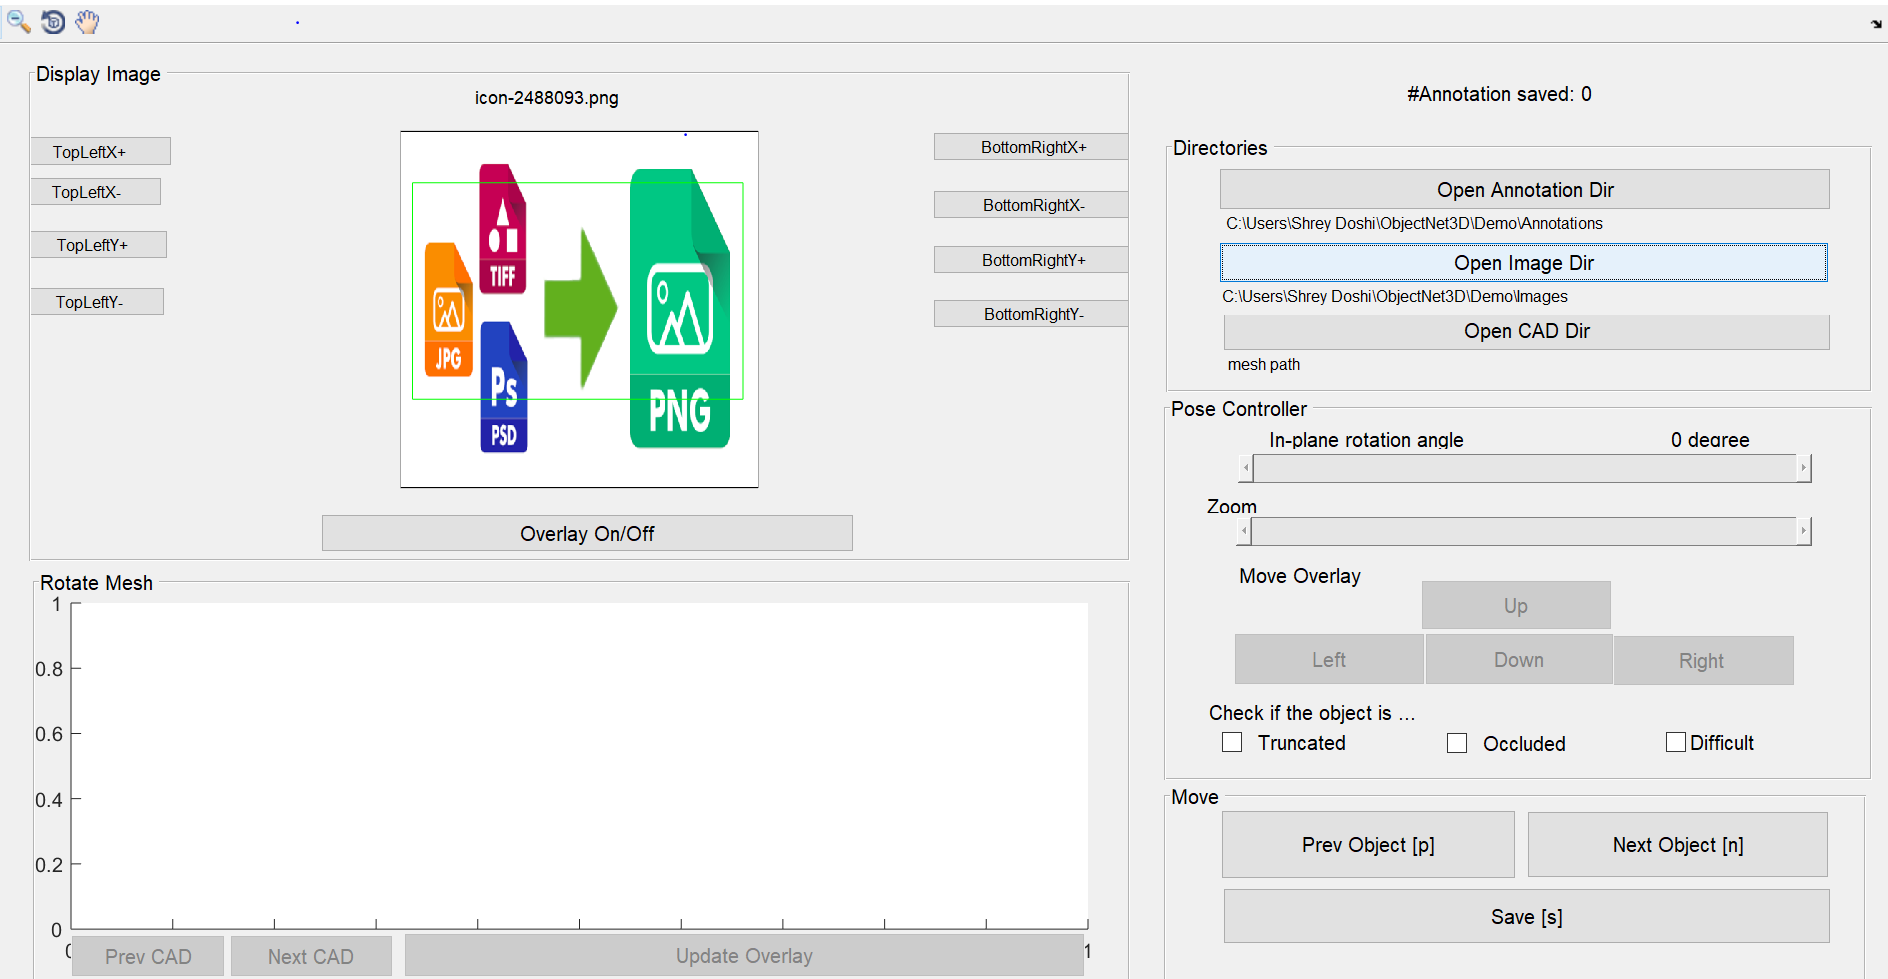 Display Image
icon-2488093.png
#Annotation saved: 0
TopLeftX+
TopLeftX-
TopLeftY+
TopLeftY-
TIFF
JPG
Ps
PSD
PNG
BottomRightX+
BottomRightX-
BottomRightY+
BottomRightY-
Overlay On/Off
Directories
Open Annotation Dir
C:\Users\Shrey Doshi\ObjectNet3D\Demo\Annotations
Open Image Dir
C:\Users\Shrey Doshi\ObjectNet3D\Demo\Images
Open CAD Dir
mesh path
Pose Controller
In-plane rotation angle 0 degree
Zoom
Move Overlay
Up
Left Down Right
Check if the object is ...
Truncated Occluded Difficult
Rotate Mesh
1
0.8
0.6
0.4
0.2
0
0 1
Prev CAD Next CAD Update Overlay
Move
Prev Object [p] Next Object [n]
Save [s]